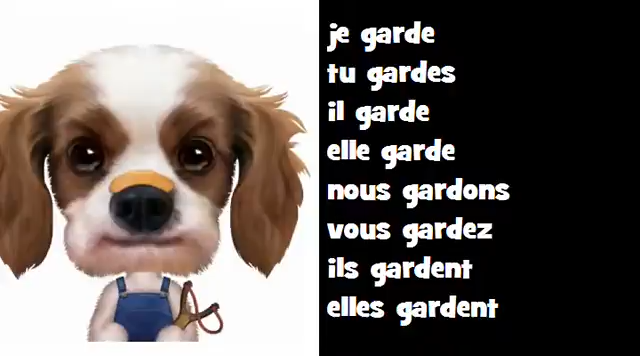 je garde
tu gardes
il garde
elle garde
nous gardons
vous gardez
ils gardent
elles gardent